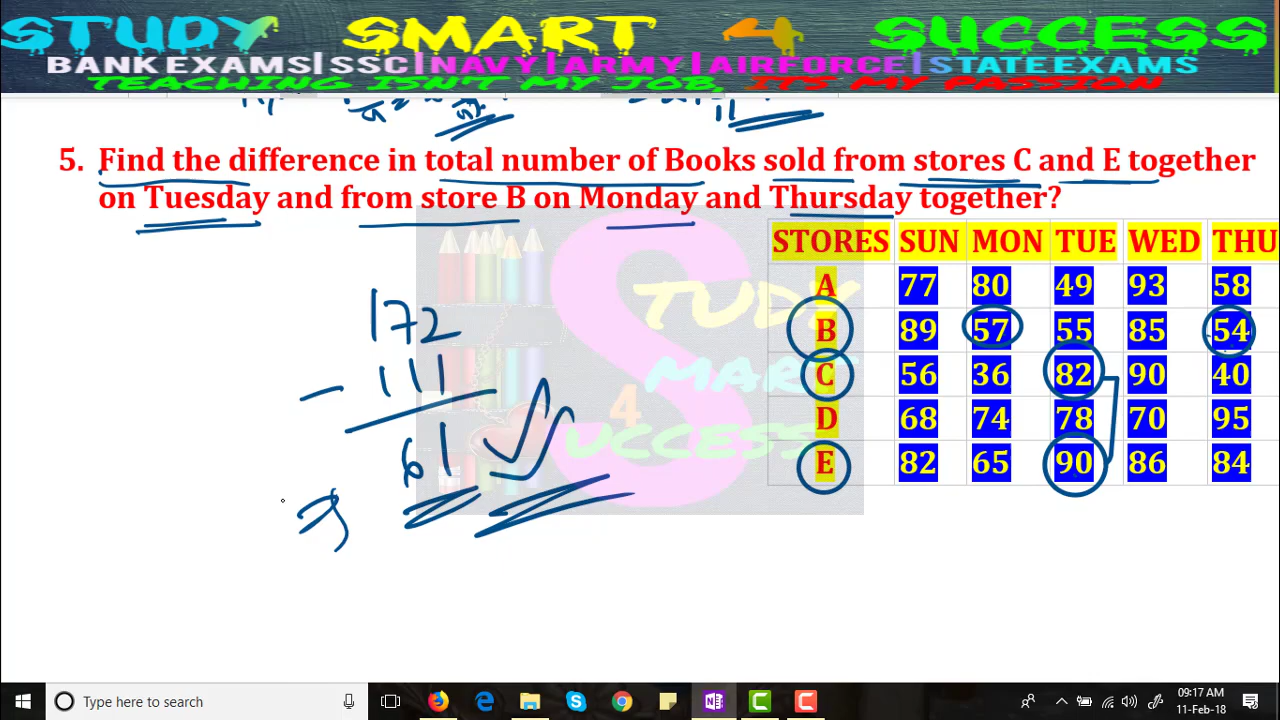 STUDY SMART 4 SUCCESS
BANK EXAMS|SSC|NAVY|ARMY|AIRFORCE|STATE EXAMS
TEACHING ISN'T MY JOB, IT'S MY PASSION
5. Find the difference in total number of Books sold from stores C and E together
on Tuesday and from store B on Monday and Thursday together?
STORES SUN MON TUE WED THU
A 77 80 49 93 58
B 89 57 55 85 54
C 56 36 82 90 40
D 68 74 78 70 95
E 82 65 90 86 84
172
- 111
61
S
TUDY
MART
4
UCCESS
Type here to search
09:17 AM
11-Feb-18